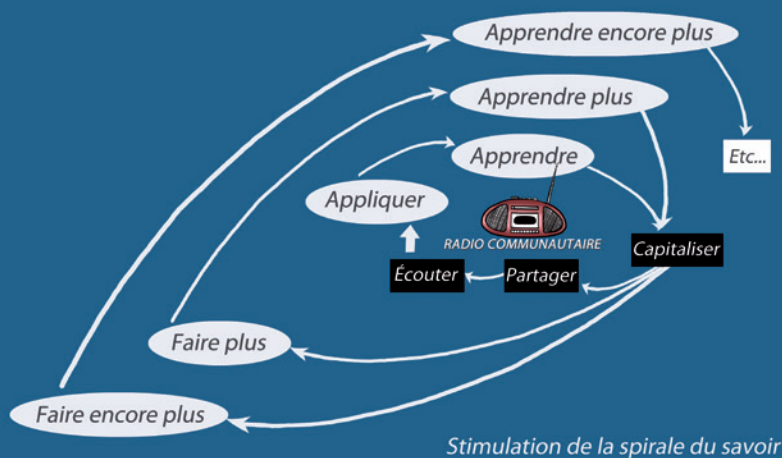 Apprendre encore plus
Apprendre plus
Etc...
Apprendre
Appliquer
RADIO COMMUNAUTAIRE
Capitaliser
Écouter
Partager
Faire plus
Faire encore plus
Stimulation de la spirale du savoir